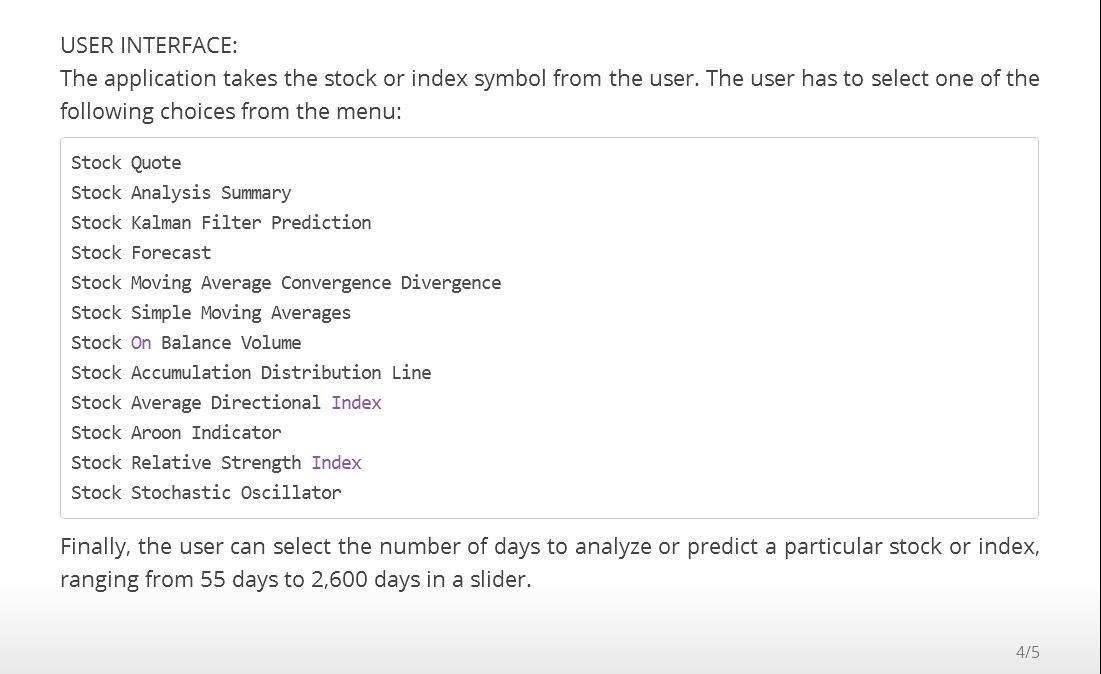 USER INTERFACE:
The application takes the stock or index symbol from the user. The user has to select one of the
following choices from the menu:
Stock Quote
Stock Analysis Summary
Stock Kalman Filter Prediction
Stock Forecast
Stock Moving Average Convergence Divergence
Stock Simple Moving Averages
Stock On Balance Volume
Stock Accumulation Distribution Line
Stock Average Directional Index
Stock Aroon Indicator
Stock Relative Strength Index
Stock Stochastic Oscillator
Finally, the user can select the number of days to analyze or predict a particular stock or index,
ranging from 55 days to 2,600 days in a slider.
4/5